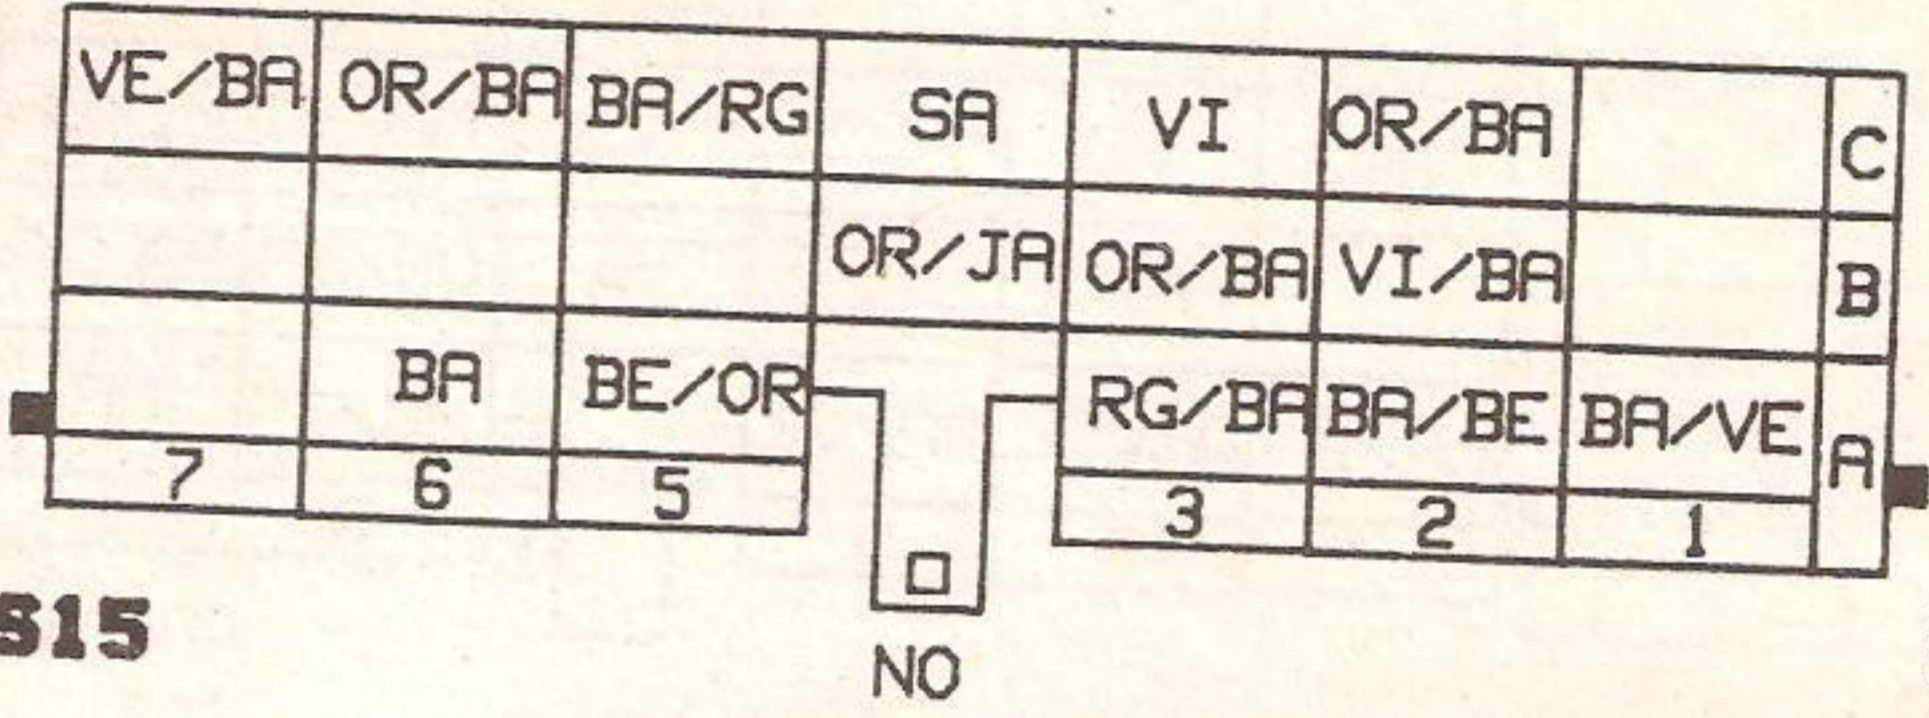 VE/BA OR/BA BA/RG SA VI OR/BA C
OR/JA OR/BA VI/BA B
BA BE/OR RG/BA BA/BE BA/VE A
7 6 5 3 2 1
S15
NO